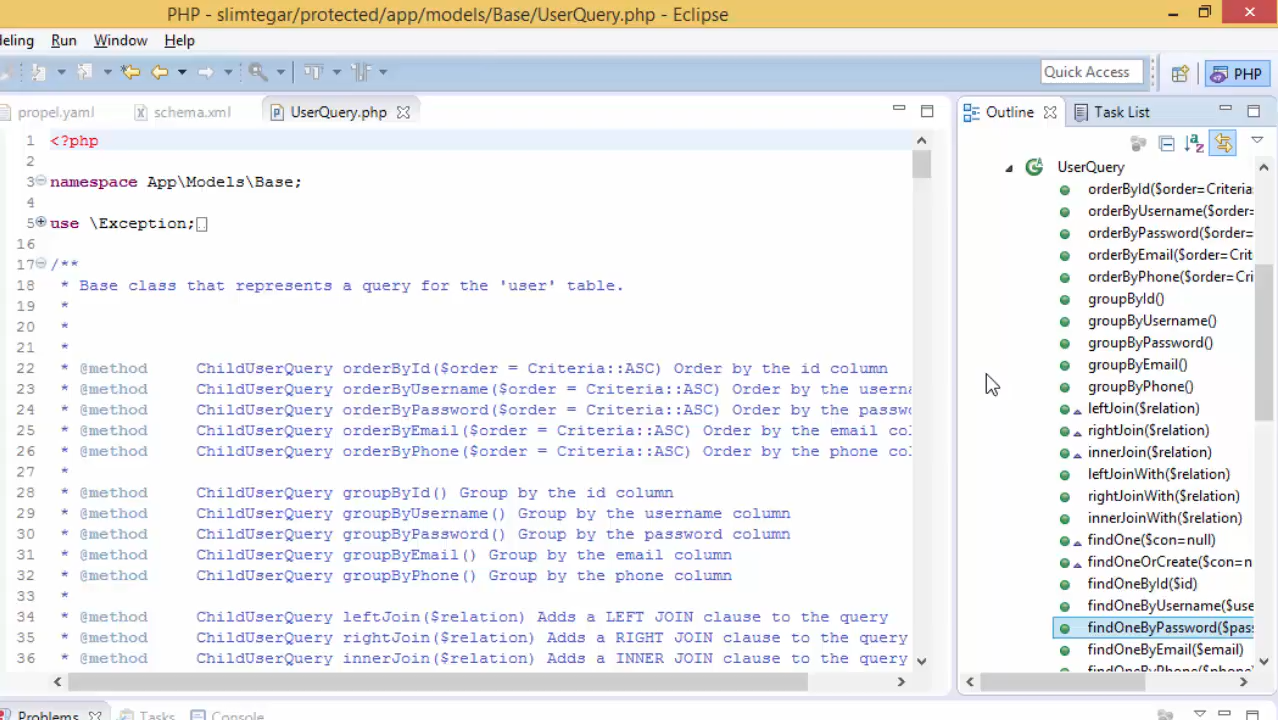 PHP - slimtegar/protected/app/models/Base/UserQuery.php - Eclipse
deling Run Window Help
Quick Access PHP
propel.yaml schema.xml UserQuery.php
1 <?php
2
3 namespace App\Models\Base;
4
5 use \Exception;
16
17 /**
18 * Base class that represents a query for the 'user' table.
19 *
20 *
21 *
22 * @method ChildUserQuery orderById($order = Criteria::ASC) Order by the id column
23 * @method ChildUserQuery orderByUsername($order = Criteria::ASC) Order by the userna
24 * @method ChildUserQuery orderByPassword($order = Criteria::ASC) Order by the passwo
25 * @method ChildUserQuery orderByEmail($order = Criteria::ASC) Order by the email col
26 * @method ChildUserQuery orderByPhone($order = Criteria::ASC) Order by the phone col
27 *
28 * @method ChildUserQuery groupById() Group by the id column
29 * @method ChildUserQuery groupByUsername() Group by the username column
30 * @method ChildUserQuery groupByPassword() Group by the password column
31 * @method ChildUserQuery groupByEmail() Group by the email column
32 * @method ChildUserQuery groupByPhone() Group by the phone column
33 *
34 * @method ChildUserQuery leftJoin($relation) Adds a LEFT JOIN clause to the query
35 * @method ChildUserQuery rightJoin($relation) Adds a RIGHT JOIN clause to the query
36 * @method ChildUserQuery innerJoin($relation) Adds a INNER JOIN clause to the query
Outline Task List
UserQuery
orderById($order=Criteria
orderByUsername($order=
orderByPassword($order=
orderByEmail($order=Crit
orderByPhone($order=Cri
groupById()
groupByUsername()
groupByPassword()
groupByEmail()
groupByPhone()
leftJoin($relation)
rightJoin($relation)
innerJoin($relation)
leftJoinWith($relation)
rightJoinWith($relation)
innerJoinWith($relation)
findOne($con=null)
findOneOrCreate($con=n
findOneById($id)
findOneByUsername($use
findOneByPassword($pas
findOneByEmail($email)
findOneByPhone($phone
Problems Tasks Console